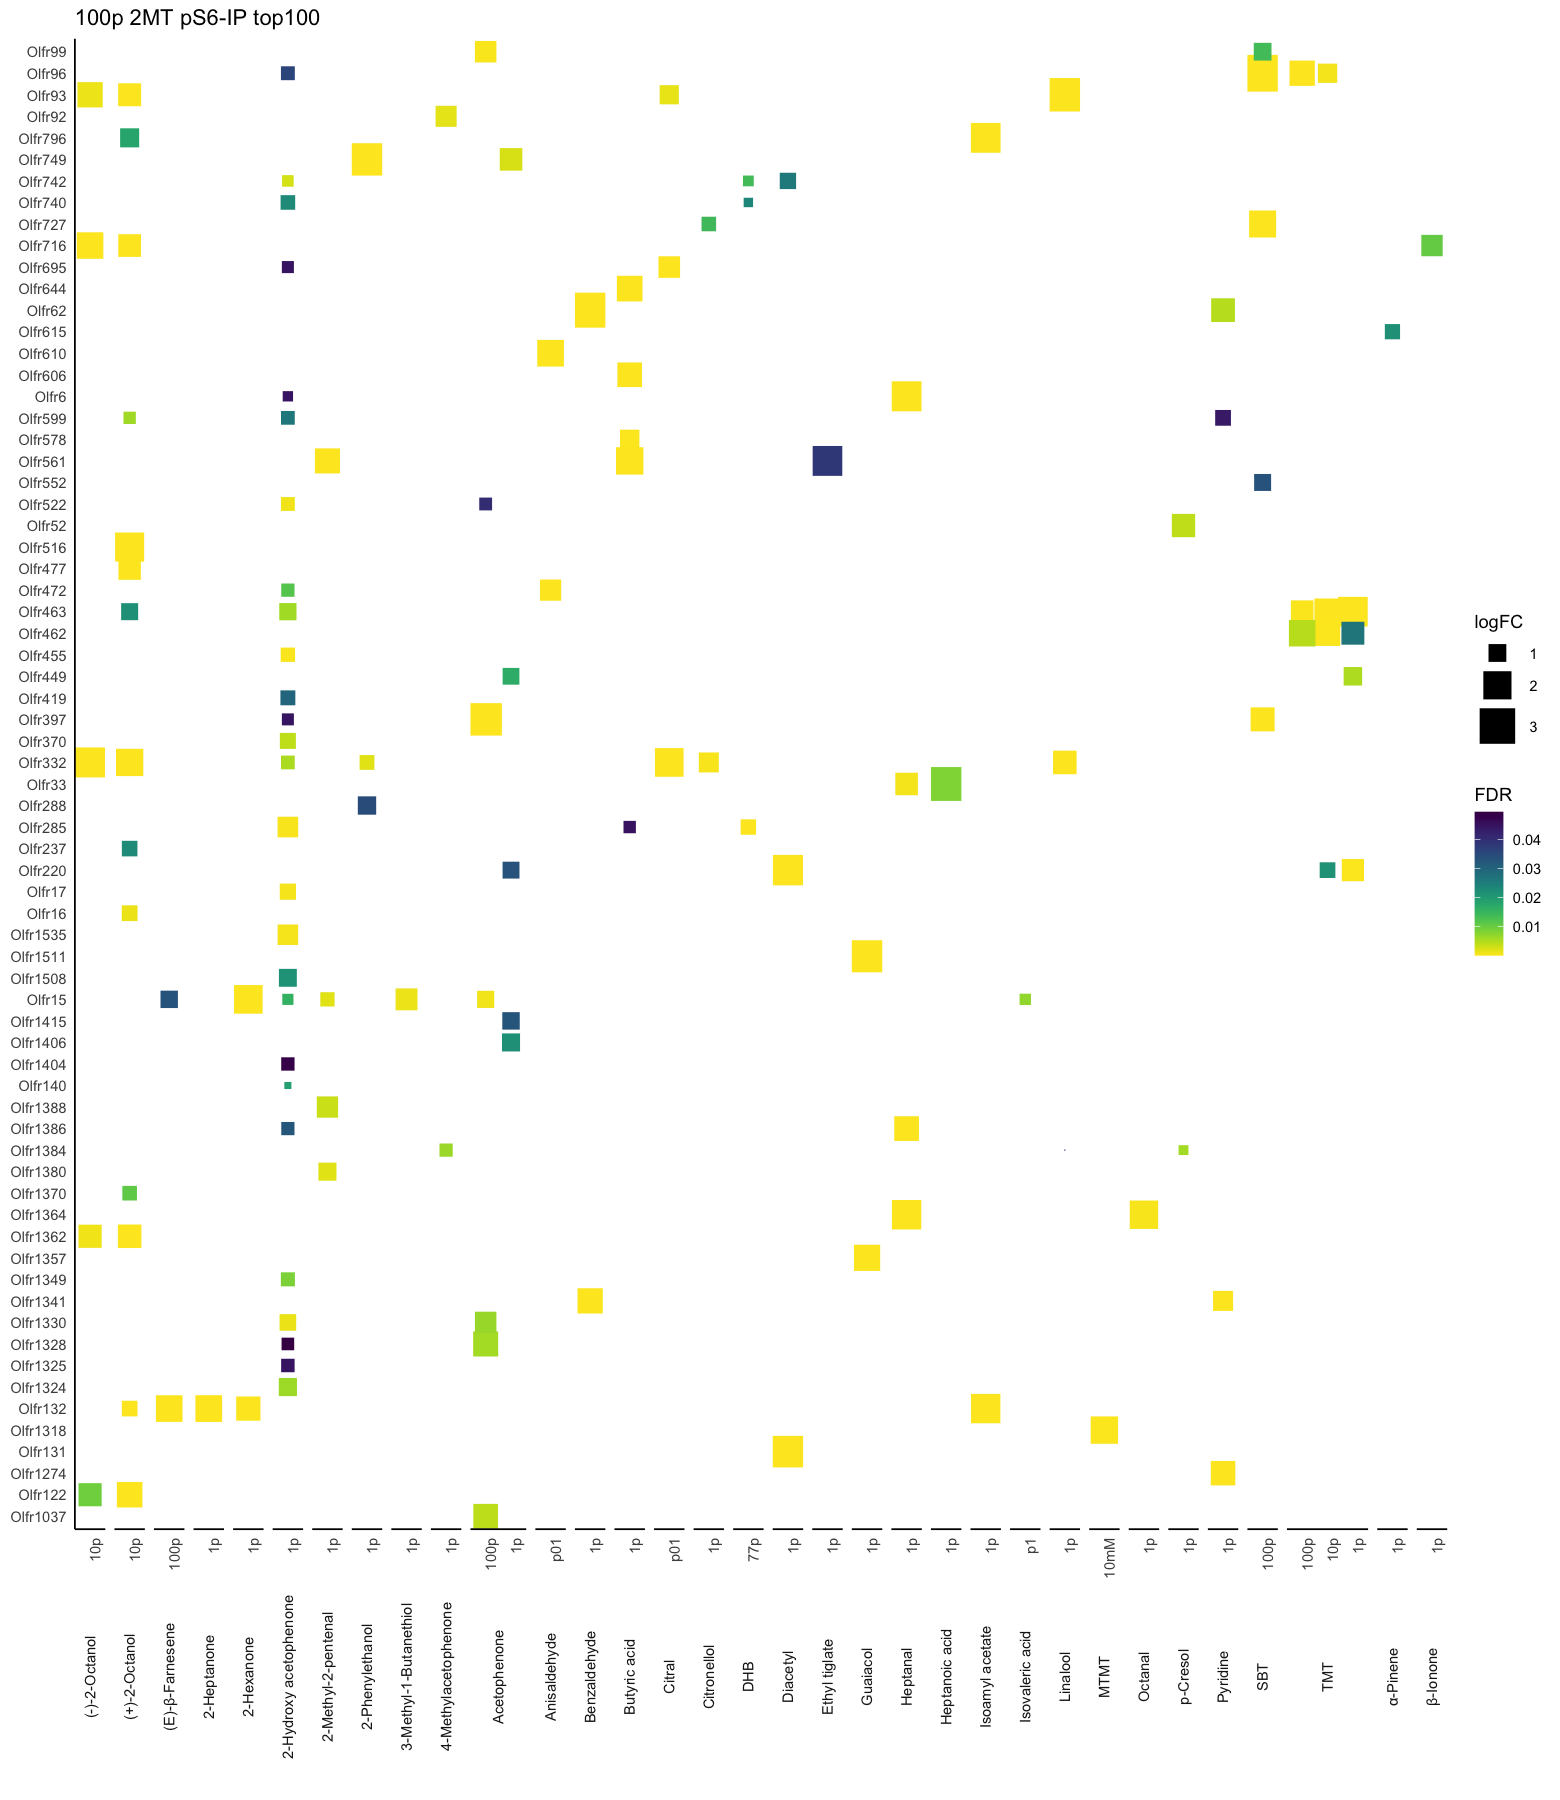 100p 2MT pS6-IP top100
Olfr99
Olfr96
Olfr93
Olfr92
Olfr796
Olfr749
Olfr742
Olfr740
Olfr727
Olfr716
Olfr695
Olfr644
Olfr62
Olfr615
Olfr610
Olfr606
Olfr6
Olfr599
Olfr578
Olfr561
Olfr552
Olfr522
Olfr52
Olfr516
Olfr477
Olfr472
Olfr463
Olfr462
Olfr455
Olfr449
Olfr419
Olfr397
Olfr370
Olfr332
Olfr33
Olfr288
Olfr285
Olfr237
Olfr220
Olfr17
Olfr16
Olfr1535
Olfr1511
Olfr1508
Olfr15
Olfr1415
Olfr1406
Olfr1404
Olfr140
Olfr1388
Olfr1386
Olfr1384
Olfr1380
Olfr1370
Olfr1364
Olfr1362
Olfr1357
Olfr1349
Olfr1341
Olfr1330
Olfr1328
Olfr1325
Olfr1324
Olfr132
Olfr1318
Olfr131
Olfr1274
Olfr122
Olfr1037
10p
10p
100p
1p
1p
1p
1p
1p
1p
1p
100p
1p
p01
1p
1p
p01
1p
77p
1p
1p
1p
1p
1p
1p
p1
1p
10mM
1p
1p
1p
100p
100p
10p
1p
1p
1p
(-)-2-Octanol
(+)-2-Octanol
(E)-β-Farnesene
2-Heptanone
2-Hexanone
2-Hydroxy acetophenone
2-Methyl-2-pentenal
2-Phenylethanol
3-Methyl-1-Butanethiol
4-Methylacetophenone
Acetophenone
Anisaldehyde
Benzaldehyde
Butyric acid
Citral
Citronellol
DHB
Diacetyl
Ethyl tiglate
Guaiacol
Heptanal
Heptanoic acid
Isoamyl acetate
Isovaleric acid
Linalool
MTMT
Octanal
p-Cresol
Pyridine
SBT
TMT
α-Pinene
β-Ionone
logFC
1
2
3
FDR
0.04
0.03
0.02
0.01